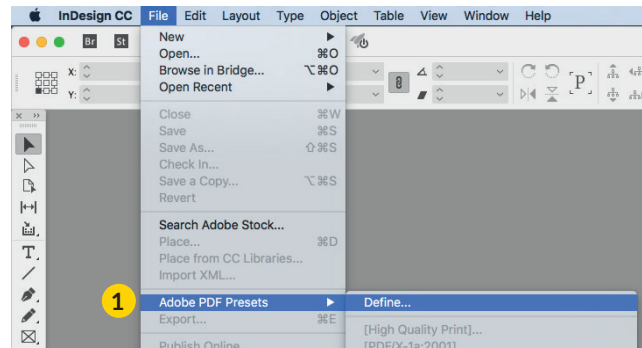 InDesign CC File Edit Layout Type Object Table View Window Help
Br St
New
Open... ⌘O
Browse in Bridge... ⌥⌘O
Open Recent
X:
Y:
Close ⌘W
Save ⌘S
Save As... ⇧⌘S
Check In...
Save a Copy... ⌥⌘S
Revert
Search Adobe Stock...
Place... ⌘D
Place from CC Libraries...
Import XML...
1 Adobe PDF Presets Define...
Export... ⌘E
[High Quality Print]...
Publish Online
[PDF/X-1a:2001]